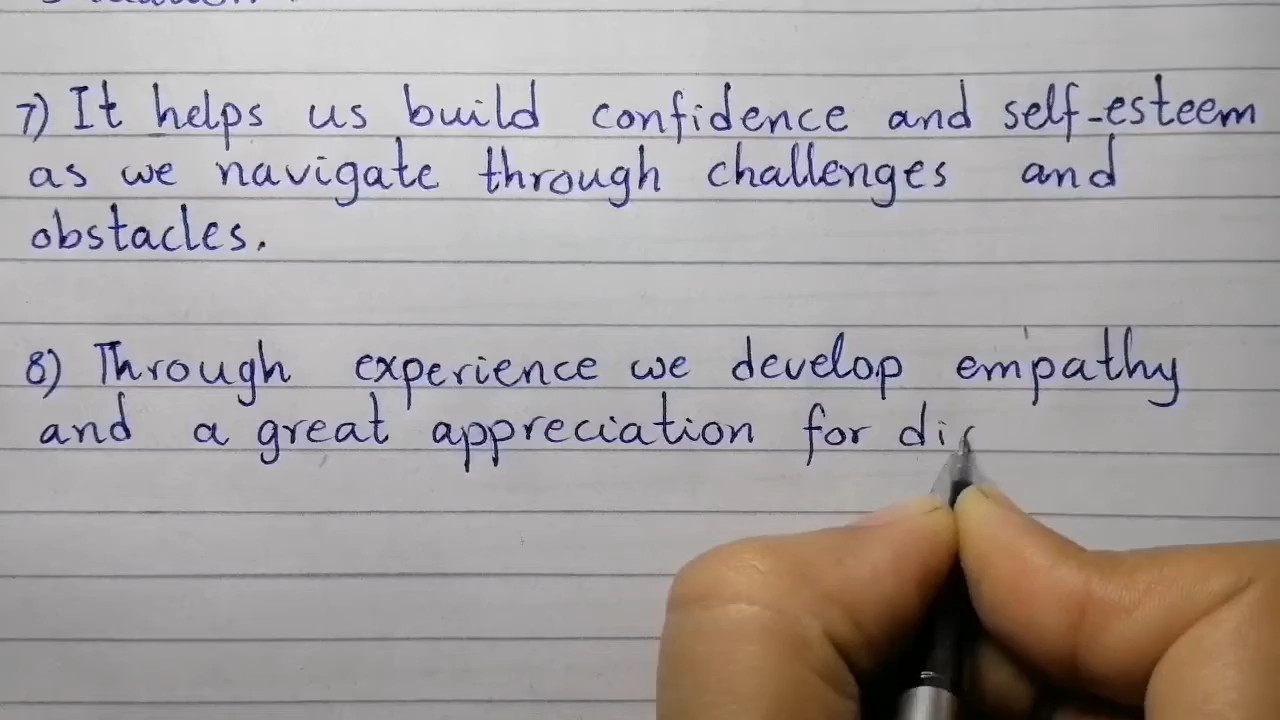 7) It helps us build confidence and self-esteem
as we navigate through challenges and
obstacles.
8) Through experience we develop empathy
and a great appreciation for